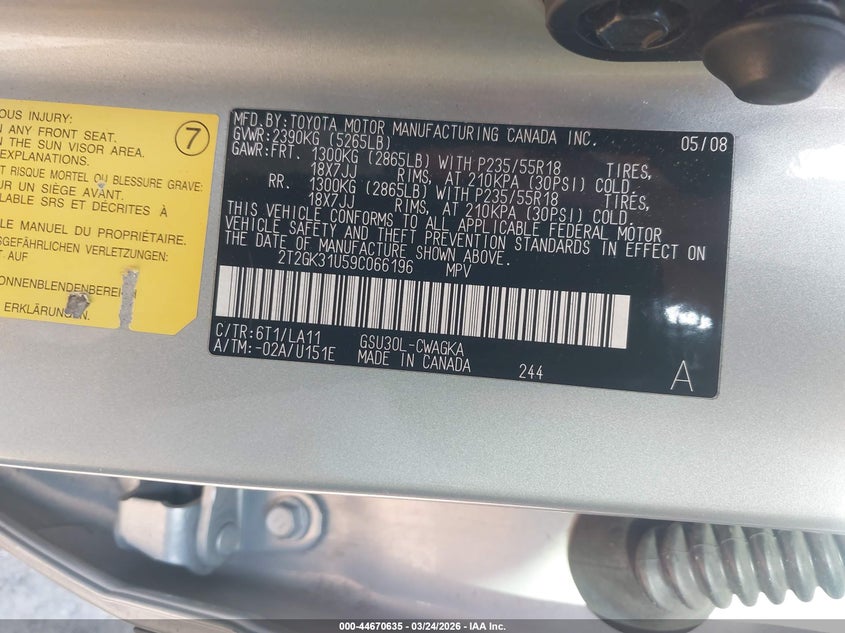 OUS INJURY:
N ANY FRONT SEAT.
N THE SUN VISOR AREA.
EXPLANATIONS.
T RISQUE MORTEL OU BLESSURE GRAVE:
UR UN SIÈGE AVANT.
LABLE SRS ET DÉCRITES À
LE MANUEL DU PROPRIÉTAIRE.
SGEFÄHRLICHEN VERLETZUNGEN:
T AUF
ONNENBLENDENBEREICH
ERKLÄRUNGEN.
7
MFD.BY:TOYOTA MOTOR MANUFACTURING CANADA INC. 05/08
GVWR:2390KG (5265LB)
GAWR:FRT. 1300KG (2865LB) WITH P235/55R18 TIRES,
18X7JJ RIMS, AT 210KPA (30PSI) COLD.
RR. 1300KG (2865LB) WITH P235/55R18 TIRES,
18X7JJ RIMS, AT 210KPA (30PSI) COLD.
THIS VEHICLE CONFORMS TO ALL APPLICABLE FEDERAL MOTOR
VEHICLE SAFETY AND THEFT PREVENTION STANDARDS IN EFFECT ON
THE DATE OF MANUFACTURE SHOWN ABOVE.
2T2GK31U59C066196 MPV
C/TR:6T1/LA11 GSU30L-CWAGKA
A/TM:-02A/U151E MADE IN CANADA 244 A
000-44670635 - 03/24/2026 - IAA Inc.